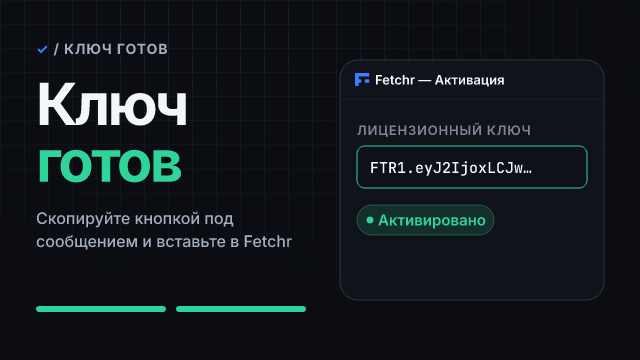 ✓ / КЛЮЧ ГОТОВ
Ключ
готов
Скопируйте кнопкой под
сообщением и вставьте в Fetchr
Fetchr — Активация
ЛИЦЕНЗИОННЫЙ КЛЮЧ
FTR1.eyJ2IjoxLCJw…
Активировано